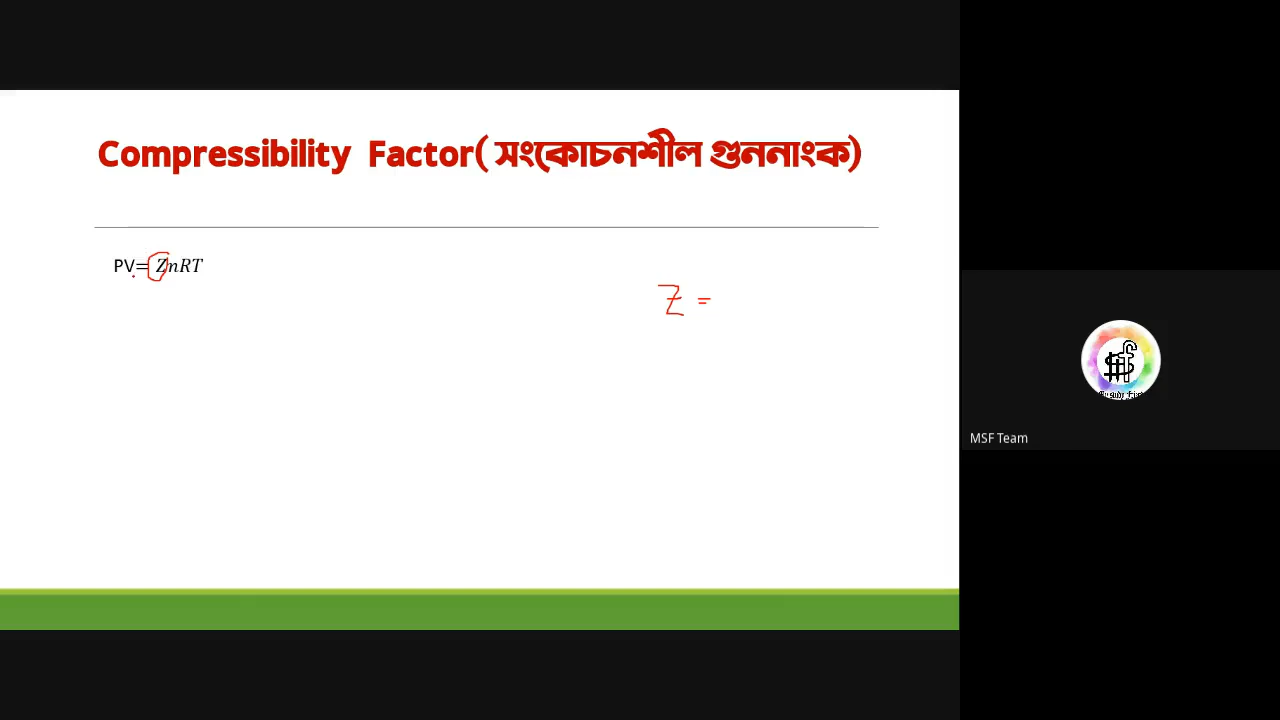 Compressibility Factor( সংকোচনশীল গুননাংক)
PV= ZnRT
Z =
MSF Team